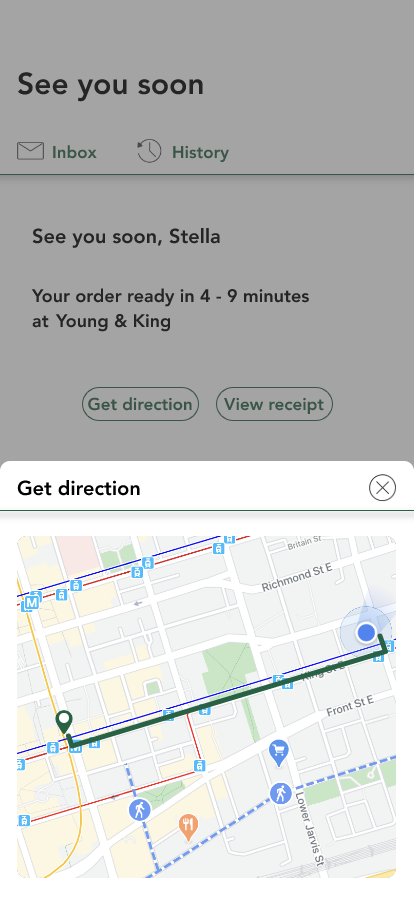 See you soon
Inbox
History
See you soon, Stella
Your order ready in 4 - 9 minutes
at Young & King
Get direction
View receipt
Get direction
Britain St
Richmond St E
King St E
Front St E
Lower Jarvis St
M